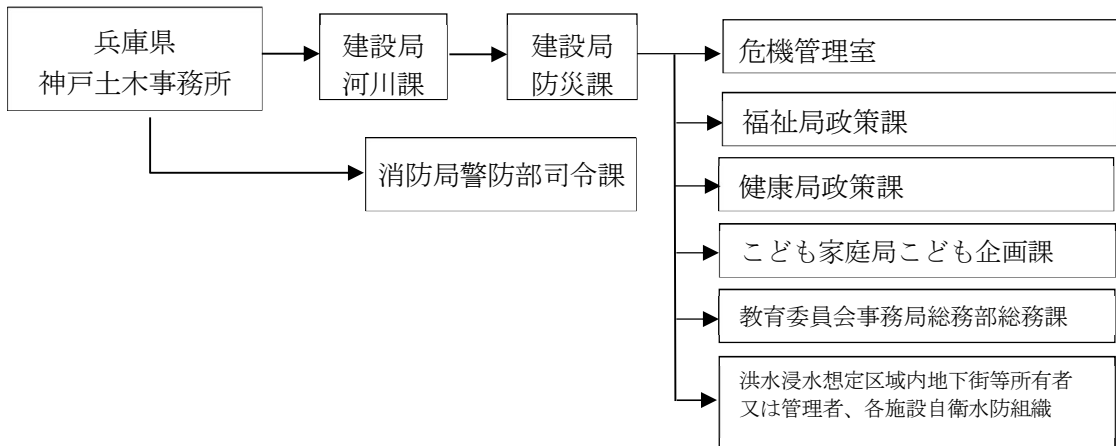 兵庫県
神戸土木事務所
建設局
河川課
建設局
防災課
危機管理室
福祉局政策課
消防局警防部司令課
健康局政策課
こども家庭局こども企画課
教育委員会事務局総務部総務課
洪水浸水想定区域内地下街等所有者
又は管理者、各施設自衛水防組織